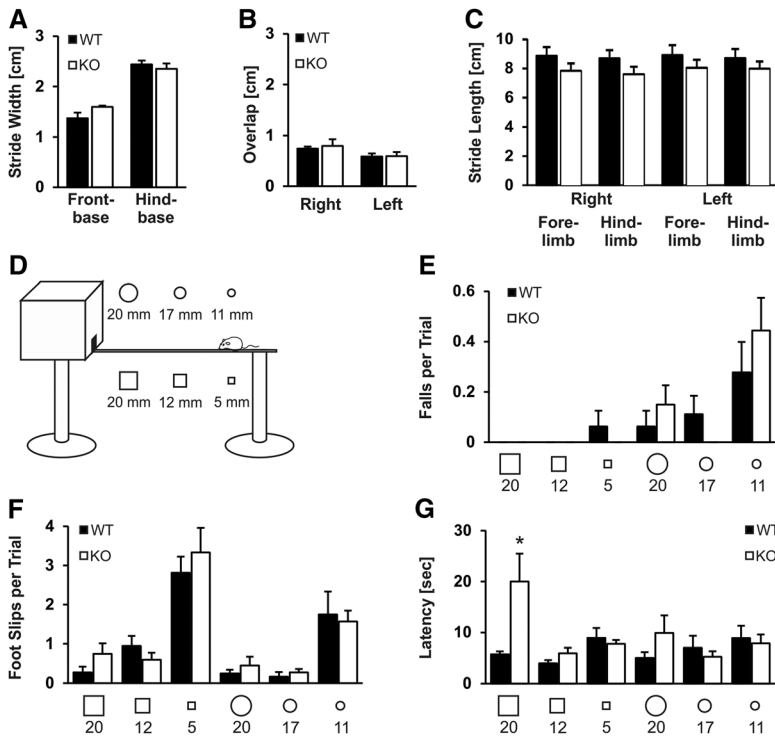 A
Stride Width [cm]
3
2
1
0
WT
KO
Front-base
Hind-base
B
Overlap [cm]
3
2
1
0
WT
KO
Right
Left
C
Stride Length [cm]
10
8
6
4
2
0
Right
Left
Fore-limb
Hind-limb
Fore-limb
Hind-limb
D
20 mm 17 mm 11 mm
20 mm 12 mm 5 mm
E
Falls per Trial
0.6
0.4
0.2
0
WT
KO
20 12 5 20 17 11
F
Foot Slips per Trial
4
3
2
1
0
WT
KO
20 12 5 20 17 11
G
Latency [sec]
30
20
10
0
*
WT
KO
20 12 5 20 17 11